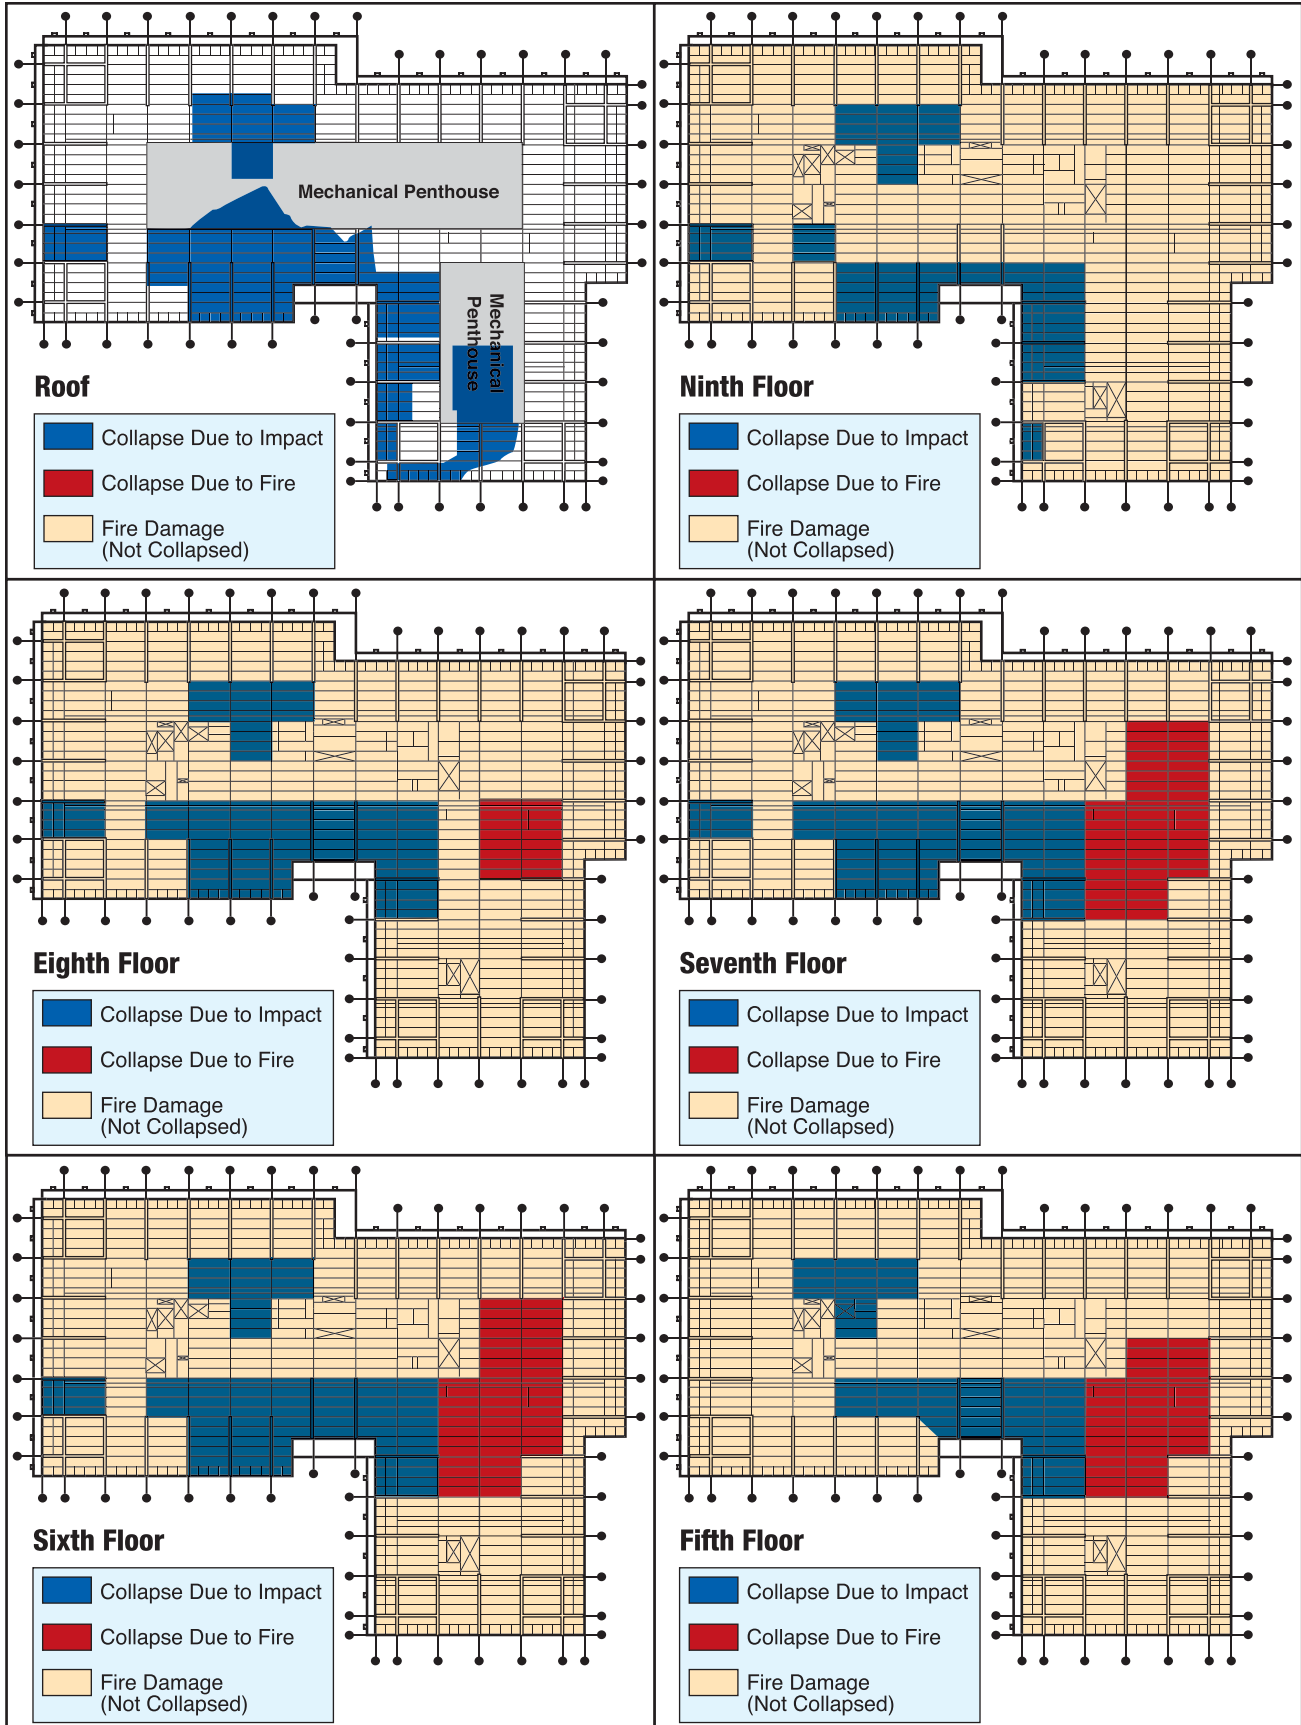 Mechanical Penthouse
Mechanical
Penthouse
Roof
Collapse Due to Impact
Collapse Due to Fire
Fire Damage
(Not Collapsed)
Ninth Floor
Collapse Due to Impact
Collapse Due to Fire
Fire Damage
(Not Collapsed)
Eighth Floor
Collapse Due to Impact
Collapse Due to Fire
Fire Damage
(Not Collapsed)
Seventh Floor
Collapse Due to Impact
Collapse Due to Fire
Fire Damage
(Not Collapsed)
Sixth Floor
Collapse Due to Impact
Collapse Due to Fire
Fire Damage
(Not Collapsed)
Fifth Floor
Collapse Due to Impact
Collapse Due to Fire
Fire Damage
(Not Collapsed)